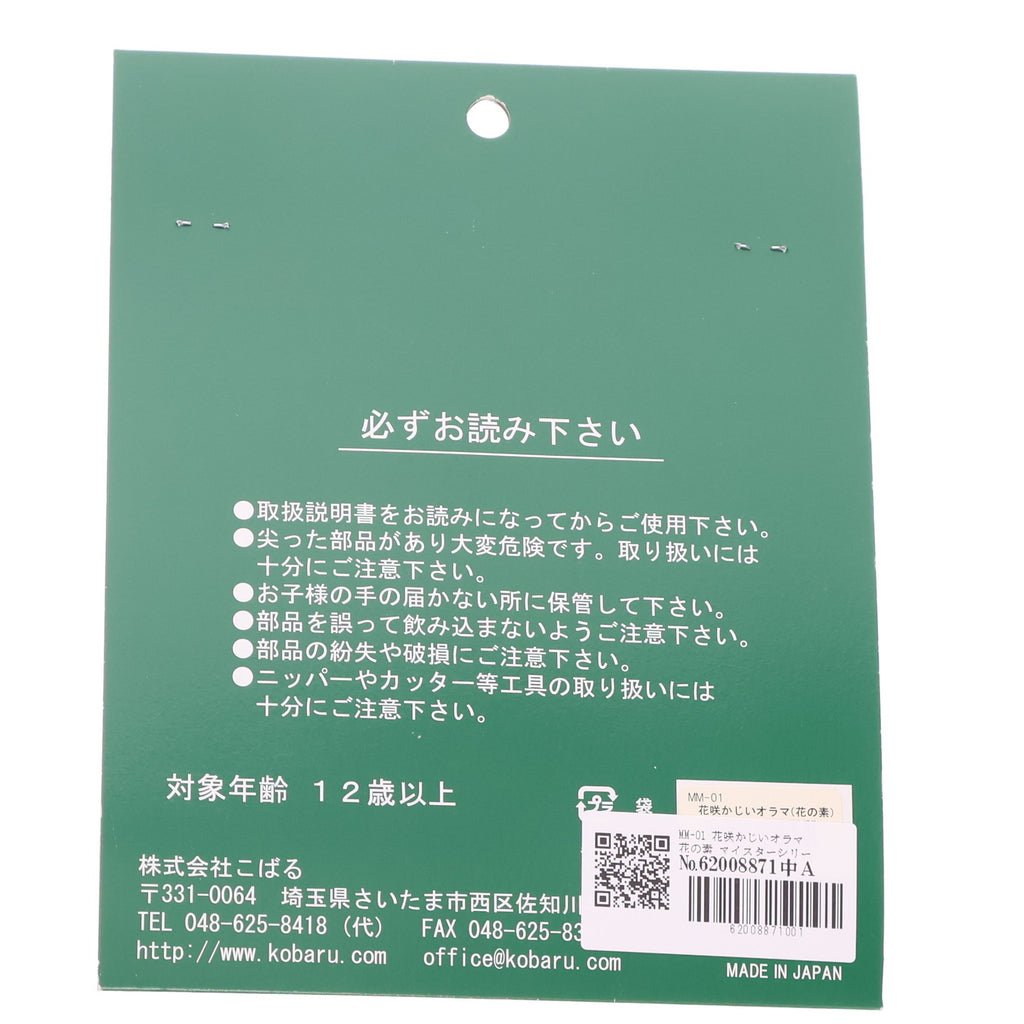 必ずお読み下さい
●取扱説明書をお読みになってからご使用下さい。
●尖った部品があり大変危険です。取り扱いには
十分にご注意下さい。
●お子様の手の届かない所に保管して下さい。
●部品を誤って飲み込まないようご注意下さい。
●部品の紛失や破損にご注意下さい。
●ニッパーやカッター等工具の取り扱いには
十分にご注意下さい。
対象年齢 12歳以上
プラ 袋
MM-01
花咲かじいオラマ(花の素)
MM-01 花咲かじいオラマ
花の素 マイスターシリー
No.62008871中A
62008871001
株式会社こばる
〒331-0064 埼玉県さいたま市西区佐知川
TEL 048-625-8418 (代) FAX 048-625-83
http://www.kobaru.com office@kobaru.com
MADE IN JAPAN